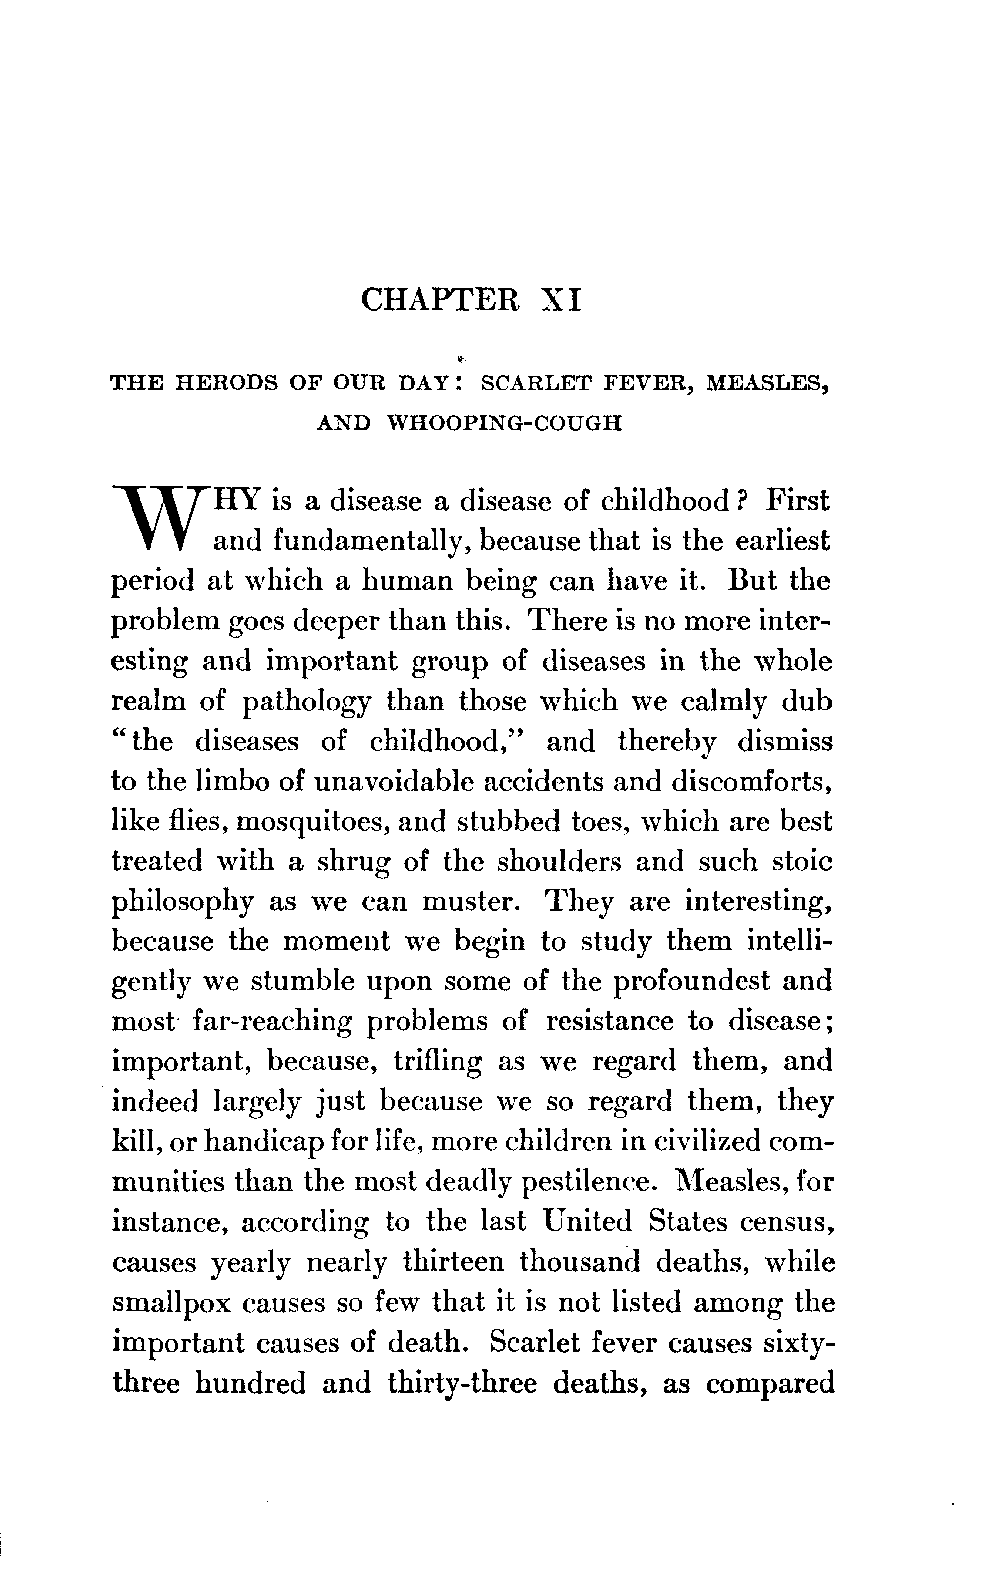 CHAPTER XI
THE HERODS OF OUR DAY: SCARLET FEVER, MEASLES,
AND WHOOPING-COUGH
WHY is a disease a disease of childhood? First
and fundamentally, because that is the earliest
period at which a human being can have it. But the
problem goes deeper than this. There is no more inter-
esting and important group of diseases in the whole
realm of pathology than those which we calmly dub
“the diseases of childhood,” and thereby dismiss
to the limbo of unavoidable accidents and discomforts,
like flies, mosquitoes, and stubbed toes, which are best
treated with a shrug of the shoulders and such stoic
philosophy as we can muster. They are interesting,
because the moment we begin to study them intelli-
gently we stumble upon some of the profoundest and
most far-reaching problems of resistance to disease;
important, because, trifling as we regard them, and
indeed largely just because we so regard them, they
kill, or handicap for life, more children in civilized com-
munities than the most deadly pestilence. Measles, for
instance, according to the last United States census,
causes yearly nearly thirteen thousand deaths, while
smallpox causes so few that it is not listed among the
important causes of death. Scarlet fever causes sixty-
three hundred and thirty-three deaths, as compared